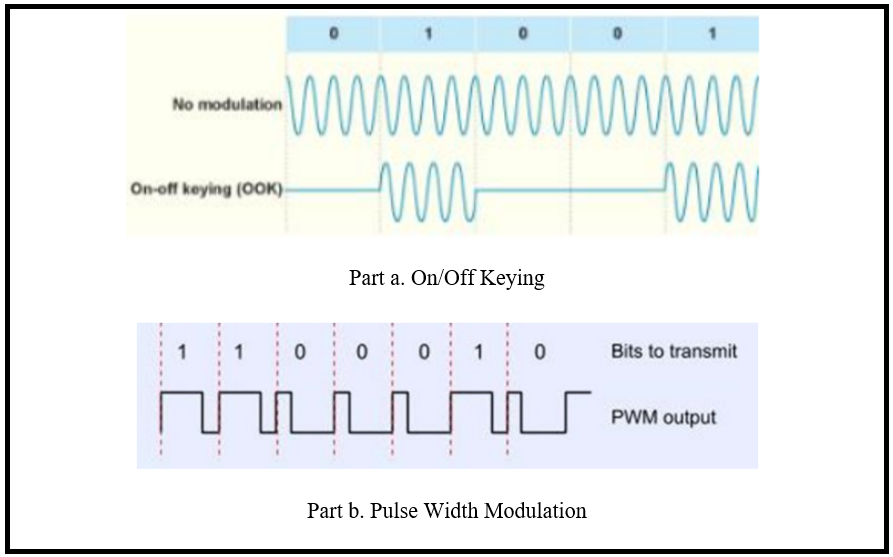 0 1 0 0 1
No modulation
On-off keying (OOK)
Part a. On/Off Keying
1 1 0 0 0 1 0 Bits to transmit
PWM output
Part b. Pulse Width Modulation